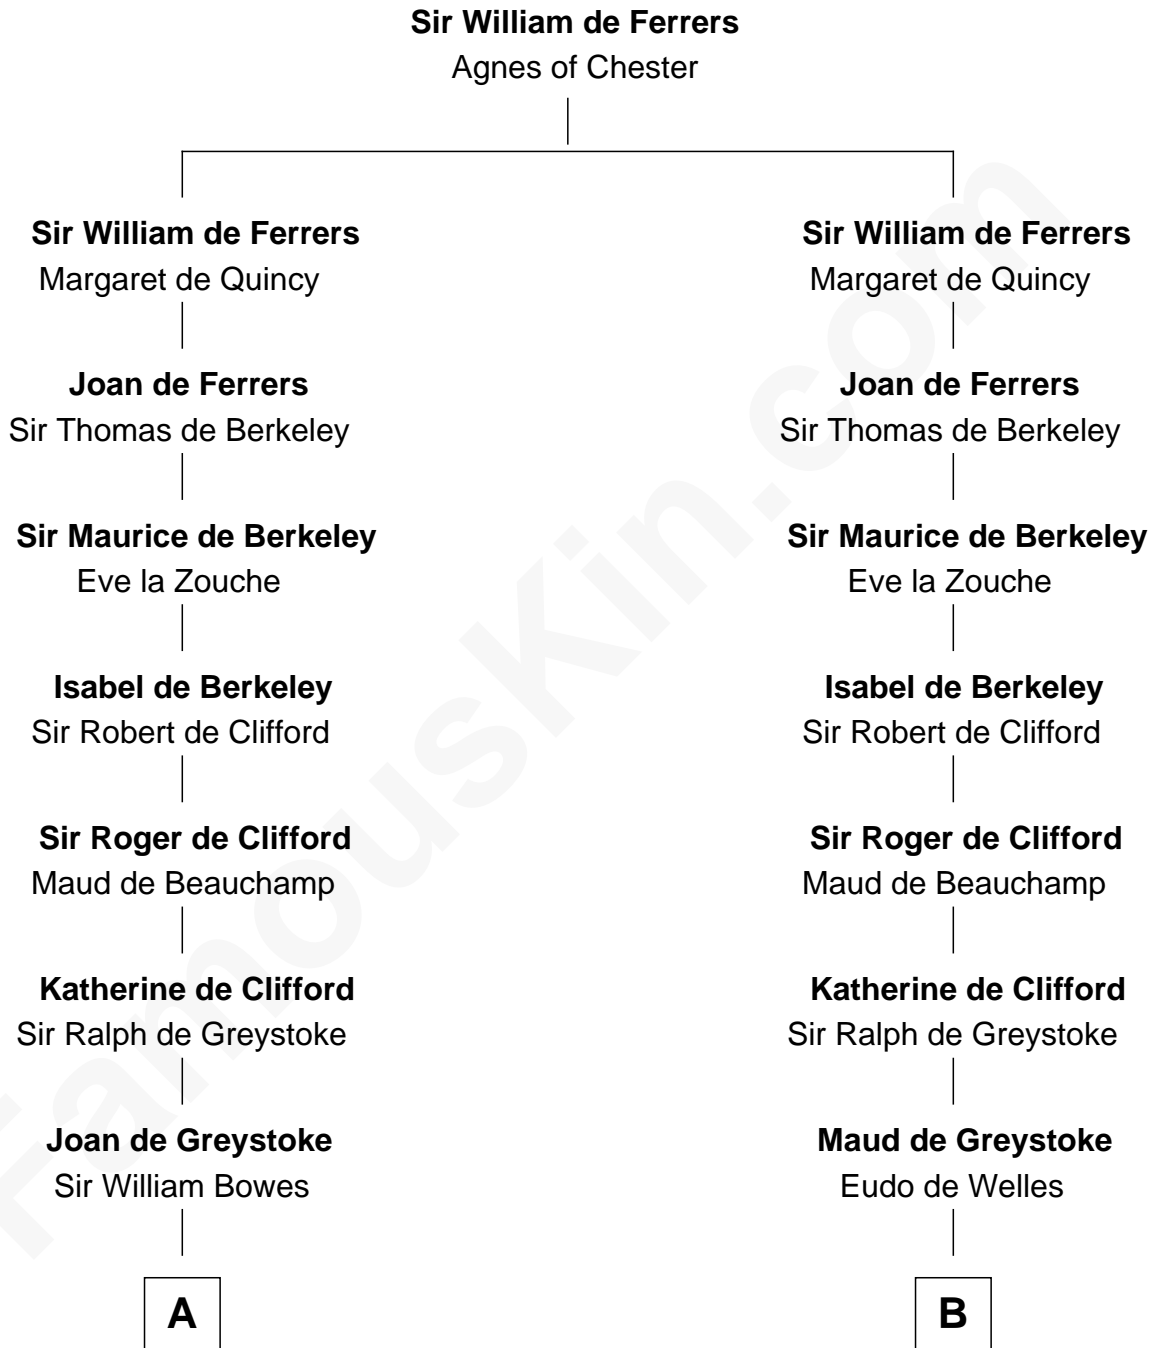 Sir William de Ferrers
Agnes of Chester
Sir William de Ferrers Sir William de Ferrers
Margaret de Quincy Margaret de Quincy
Joan de Ferrers Joan de Ferrers
Sir Thomas de Berkeley Sir Thomas de Berkeley
Sir Maurice de Berkeley Sir Maurice de Berkeley
Eve la Zouche Eve la Zouche
Isabel de Berkeley Isabel de Berkeley
Sir Robert de Clifford Sir Robert de Clifford
Sir Roger de Clifford Sir Roger de Clifford
Maud de Beauchamp Maud de Beauchamp
Katherine de Clifford Katherine de Clifford
Sir Ralph de Greystoke Sir Ralph de Greystoke
Joan de Greystoke Maud de Greystoke
Sir William Bowes Eudo de Welles
A B
FamousKin.com